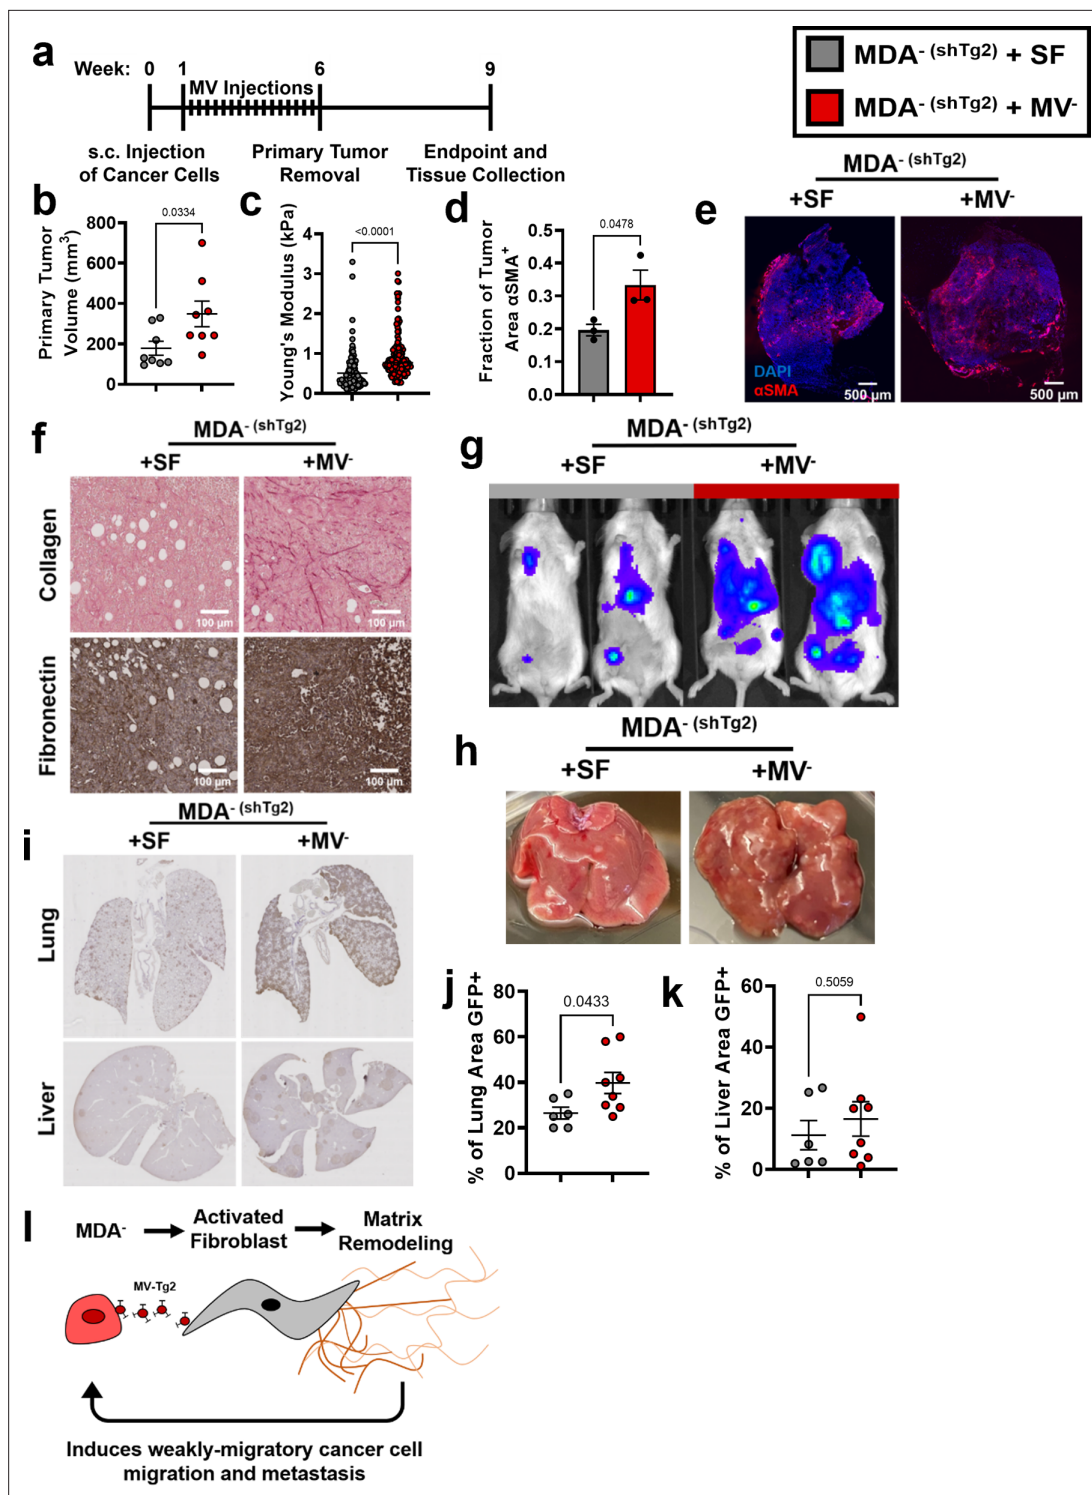 a
Week: 0 1 6 9
MV Injections
s.c. Injection
of Cancer Cells
Primary Tumor
Removal
Endpoint and
Tissue Collection
MDA- (shTg2) + SF
MDA- (shTg2) + MV-
b
Primary Tumor
Volume (mm3)
800
600
400
200
0
0.0334
c
Young's Modulus (kPa)
4
3
2
1
0
<0.0001
d
Fraction of Tumor
Area αSMA+
0.5
0.4
0.3
0.2
0.1
0.0
0.0478
e
MDA- (shTg2)
+SF +MV-
DAPI
αSMA
500 µm
500 µm
f
MDA- (shTg2)
+SF +MV-
Collagen
100 µm
100 µm
Fibronectin
100 µm
100 µm
g
MDA- (shTg2)
+SF +MV-
h
MDA- (shTg2)
+SF +MV-
i
MDA- (shTg2)
+SF +MV-
Lung
Liver
j
% of Lung Area GFP+
80
60
40
20
0
0.0433
k
% of Liver Area GFP+
60
40
20
0
0.5059
l
MDA- Activated
Fibroblast
Matrix
Remodeling
MV-Tg2
Induces weakly-migratory cancer cell
migration and metastasis